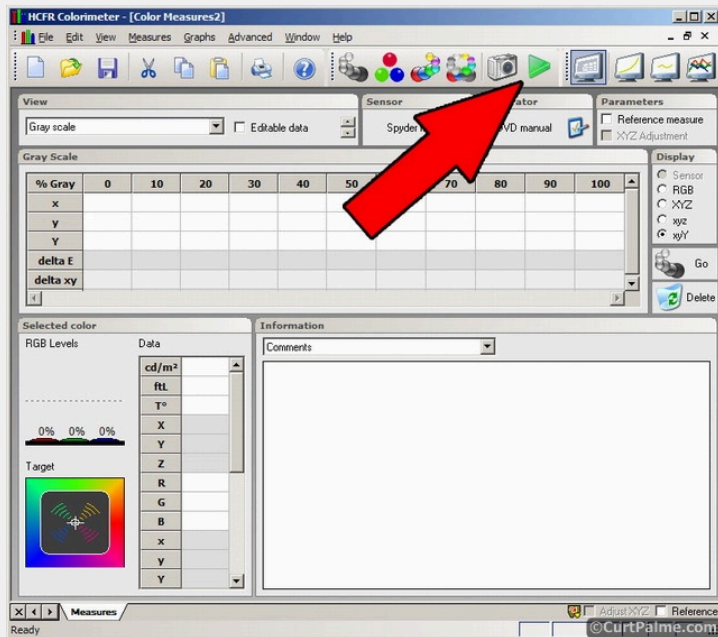 HCFR Colorimeter - [Color Measures2]
File Edit View Measures Graphs Advanced Window Help
View
Sensor
Parameters
Gray scale
Editable data
Spyder
DVD manual
Reference measure
XYZ Adjustment
Gray Scale
Display
% Gray 0 10 20 30 40 50 70 80 90 100
x
y
Y
delta E
delta xy
Sensor
RGB
XYZ
xyz
xyY
Go
Delete
Selected color
Information
RGB Levels
Data
Comments
cd/m²
ftL
T°
X
Y
Z
R
G
B
x
y
Y
0% 0% 0%
Target
Measures
Adjust XYZ
Reference
Ready
©CurtPalme.com